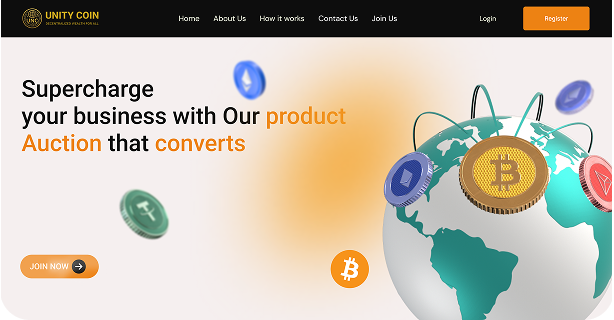 UNITY COIN
DECENTRALIZED WEALTH FOR ALL
UNC
Home About Us How it works Contact Us Join Us
Login
Register
Supercharge
your business with Our product
Auction that converts
JOIN NOW